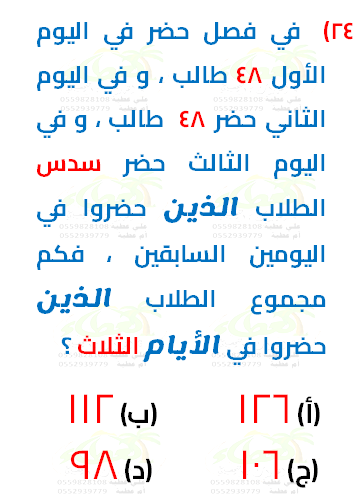 ٢٤) في فصل حضر في اليوم
الأول ٤٨ طالب ، و في اليوم
الثاني حضر ٤٨ طالب ، و في
اليوم الثالث حضر سدس
الطلاب الذين حضروا في
اليومين السابقين ، فكم
مجموع الطلاب الذين
حضروا في الأيام الثلاث ؟
(أ) ١٢٦ (ب) ١١٢
(ج) ١٠٦ (د) ٩٨